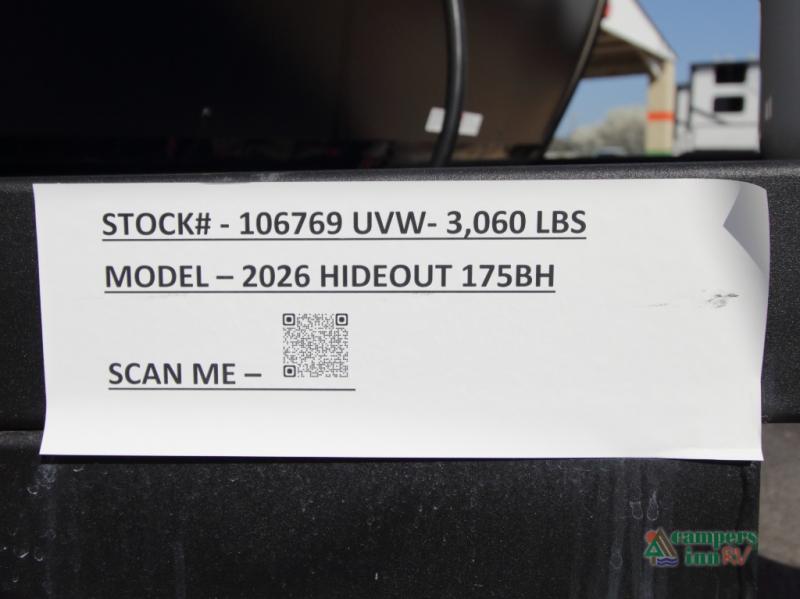 STOCK# - 106769 UVW- 3,060 LBS
MODEL – 2026 HIDEOUT 175BH
SCAN ME –
campers
inn RV